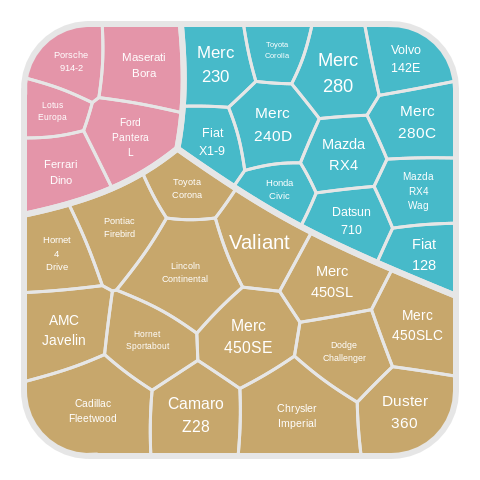 Porsche
914-2
Maserati
Bora
Lotus
Europa
Ford
Pantera
L
Ferrari
Dino
Merc
230
Toyota
Corolla
Merc
280
Volvo
142E
Fiat
X1-9
Merc
240D
Mazda
RX4
Merc
280C
Honda
Civic
Datsun
710
Mazda
RX4
Wag
Fiat
128
Toyota
Corona
Pontiac
Firebird
Hornet
4
Drive
Lincoln
Continental
Valiant
Merc
450SL
AMC
Javelin
Hornet
Sportabout
Merc
450SE
Dodge
Challenger
Merc
450SLC
Cadillac
Fleetwood
Camaro
Z28
Chrysler
Imperial
Duster
360